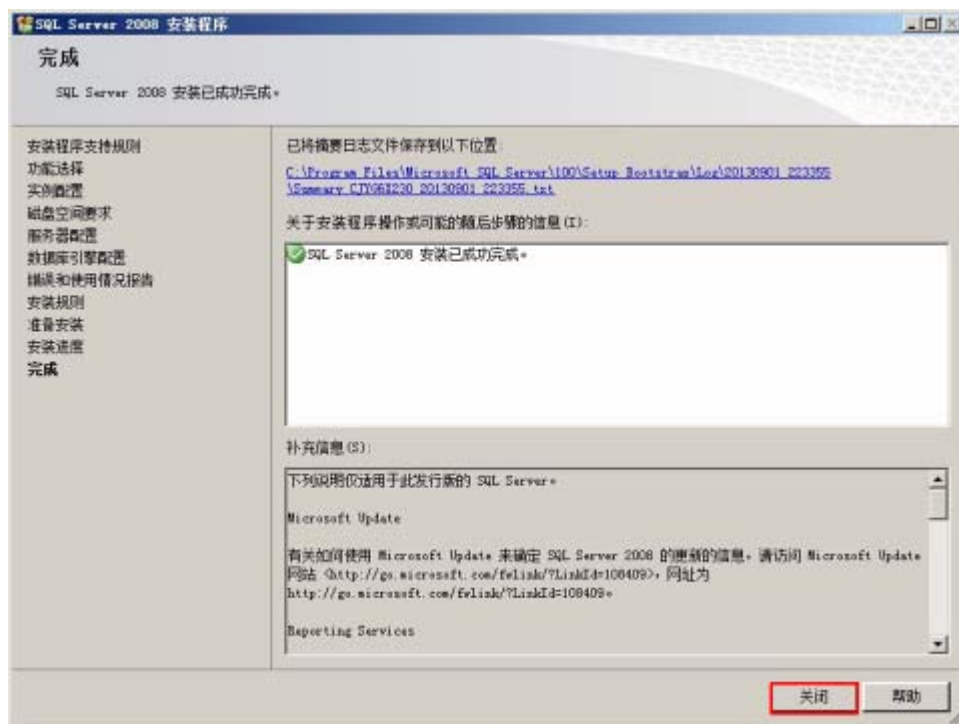 SQL Server 2008 安装程序
完成
SQL Server 2008 安装已成功完成。
安装程序支持规则
功能选择
实例配置
磁盘空间要求
服务器配置
数据库引擎配置
错误和使用情况报告
安装规则
准备安装
安装进度
完成
已将摘要日志文件保存到以下位置
C:\Program Files\Microsoft SQL Server\100\Setup Bootstrap\Log\20130901_223355
\Summary_CJYG8X230_20130901_223355.txt
关于安装程序操作或可能的随后步骤的信息(I):
SQL Server 2008 安装已成功完成。
补充信息(S):
下列说明仅适用于此发行版的 SQL Server。
Microsoft Update
有关如何使用 Microsoft Update 来确定 SQL Server 2008 的更新的信息，请访问 Microsoft Update
网站 <http://go.microsoft.com/fwlink/?LinkId=108409>，网址为
http://go.microsoft.com/fwlink/?LinkId=108409。
Reporting Services
关闭
帮助